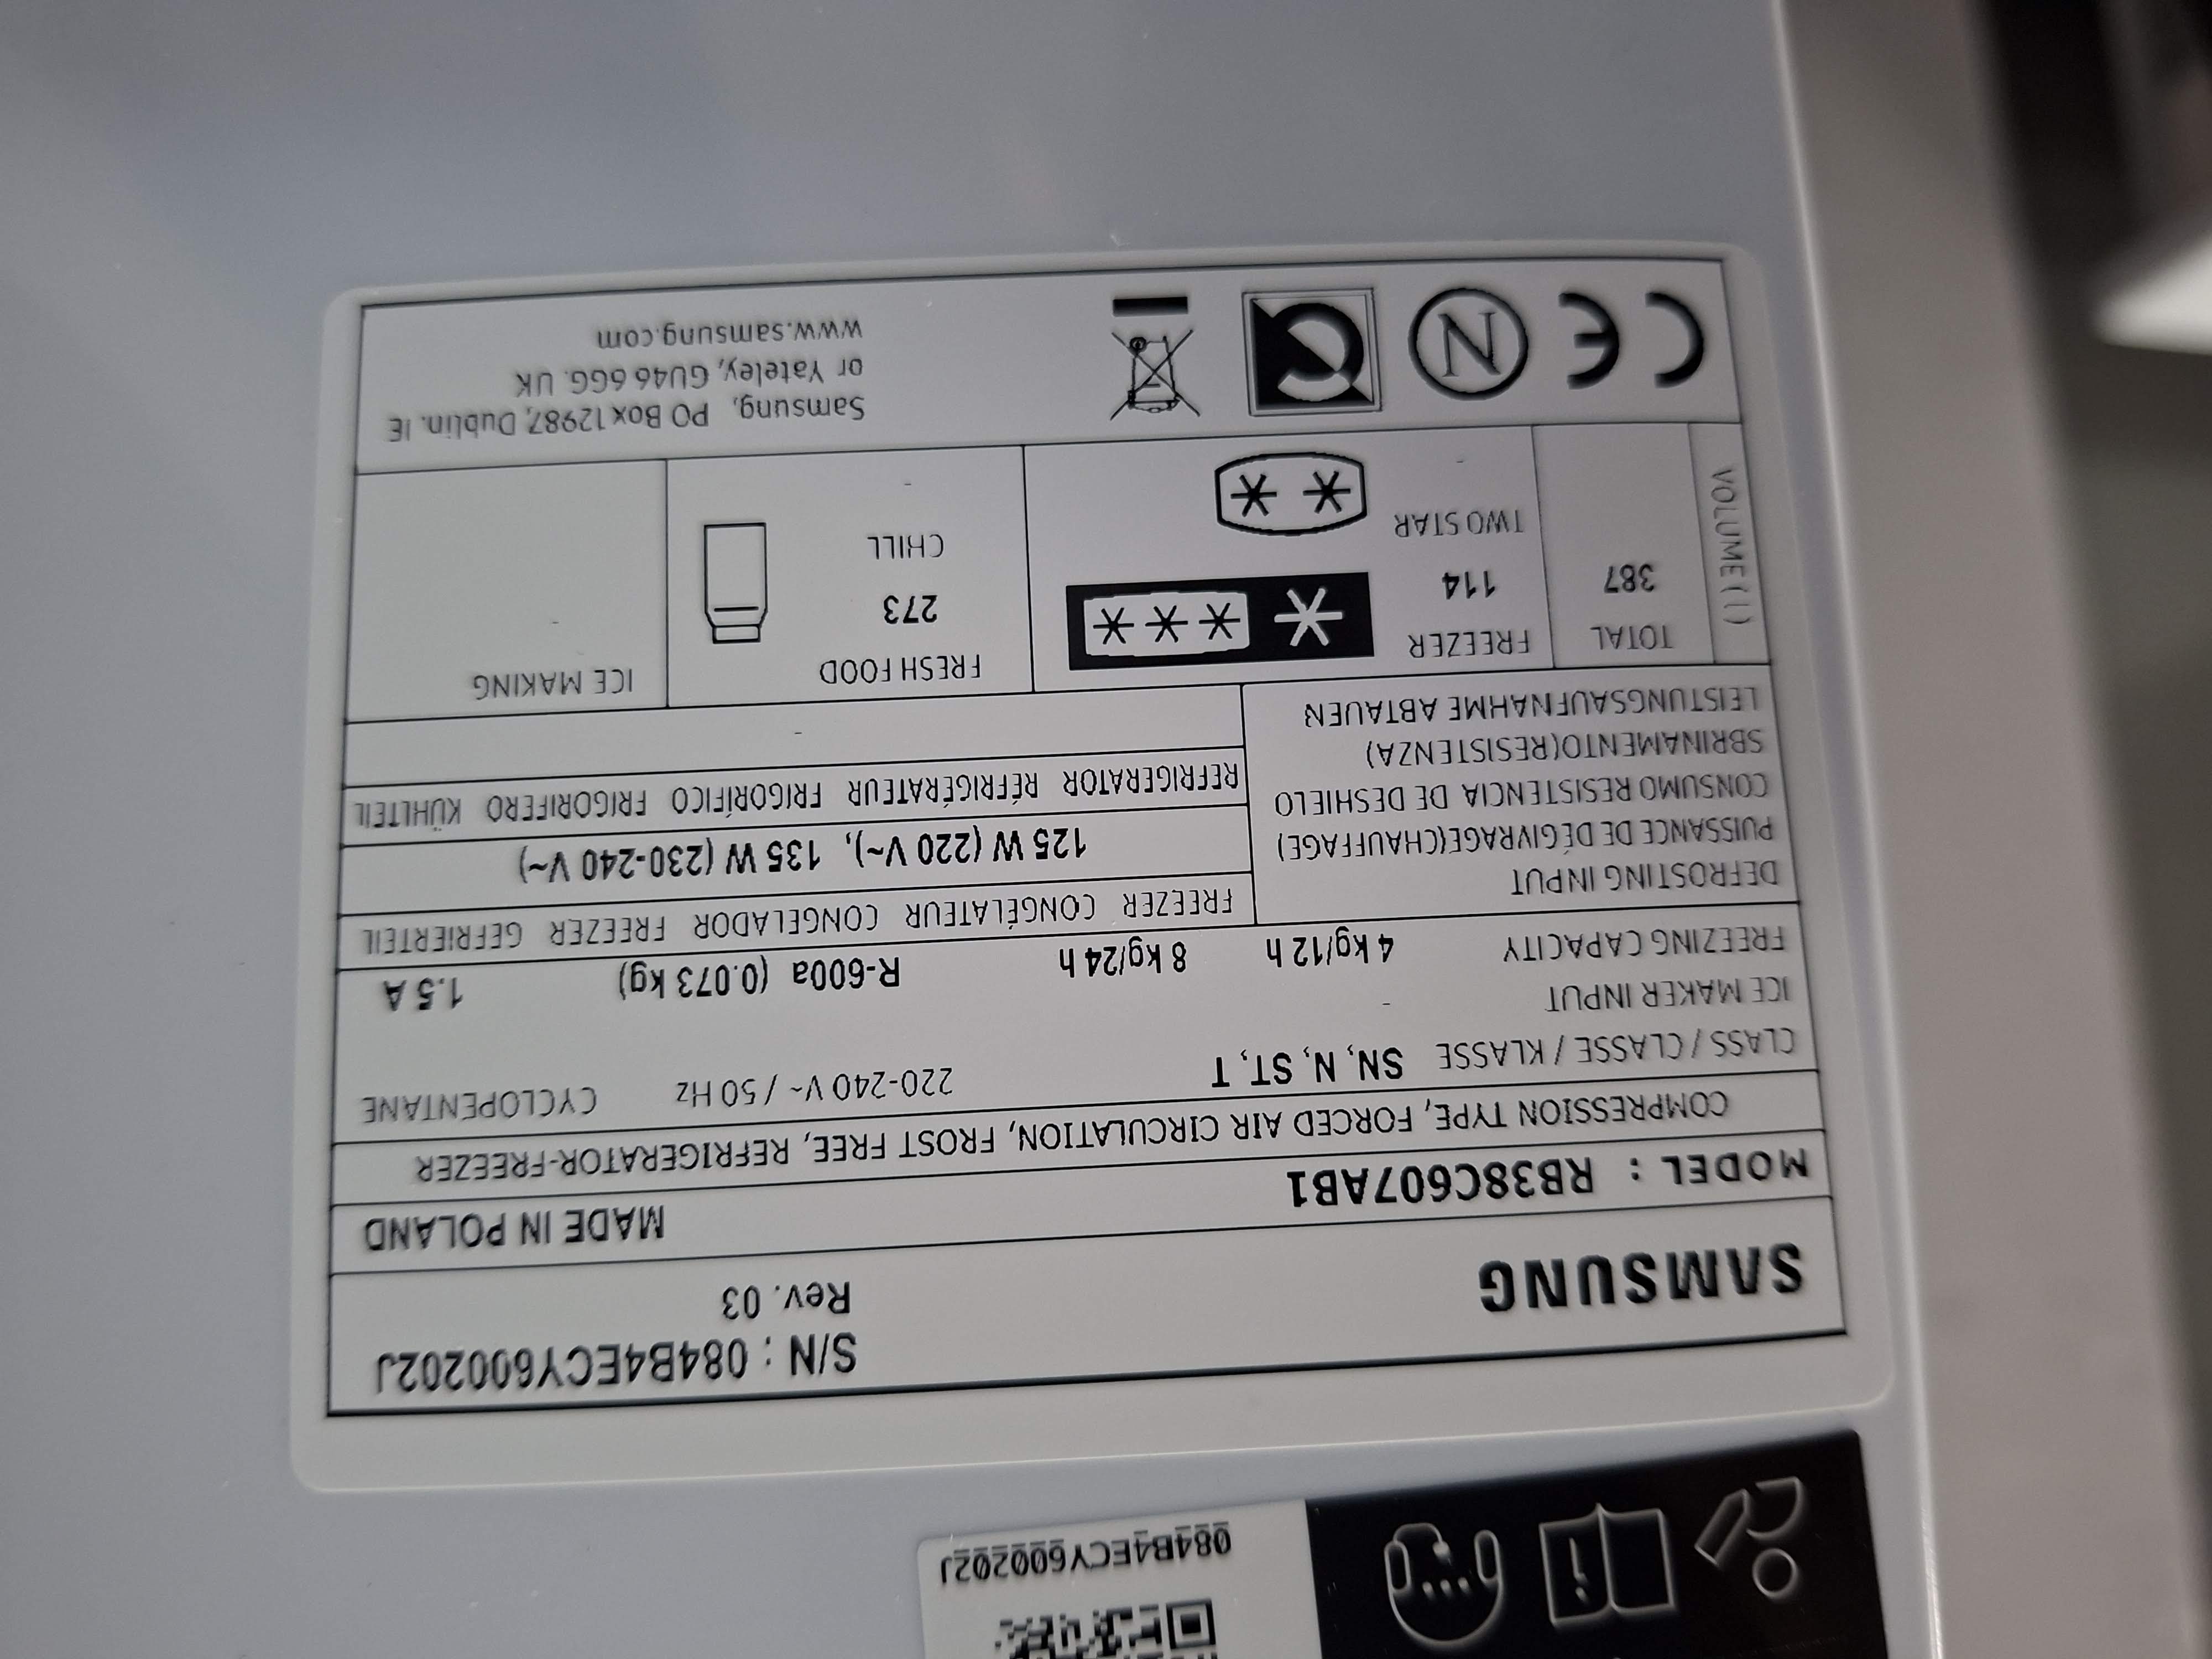 084B4ECY600202J
S/N : 084B4ECY600202J
SAMSUNG Rev. 03
MODEL : RB38C607AB1 MADE IN POLAND
COMPRESSION TYPE, FORCED AIR CIRCULATION, FROST FREE, REFRIGERATOR-FREEZER
CLASS / CLASSE / KLASSE SN, N, ST, T 220-240 V~ / 50 Hz CYCLOPENTANE
ICE MAKER INPUT -
FREEZING CAPACITY 4 kg/12 h 8 kg/24 h R-600a (0.073 kg) 1.5 A
DEFROSTING INPUT
PUISSANCE DE DÉGIVRAGE(CHAUFFAGE)
CONSUMO RESISTENCIA DE DESHIELO
SBRINAMENTO(RESISTENZA)
LEISTUNGSAUFNAHME ABTAUEN
FREEZER CONGÉLATEUR CONGELADOR FREEZER GEFRIERTEIL
125 W (220 V~), 135 W (230-240 V~)
REFRIGERATOR RÉFRIGÉRATEUR FRIGORÍFICO FRIGORIFERO KÜHLTEIL
-
VOLUME ( l )
TOTAL
387
FREEZER
114
TWO STAR
-
FRESH FOOD
273
CHILL
-
ICE MAKING
-
CE N
Samsung, PO Box 12987, Dublin. IE
or Yateley, GU46 6GG. UK
www.samsung.com